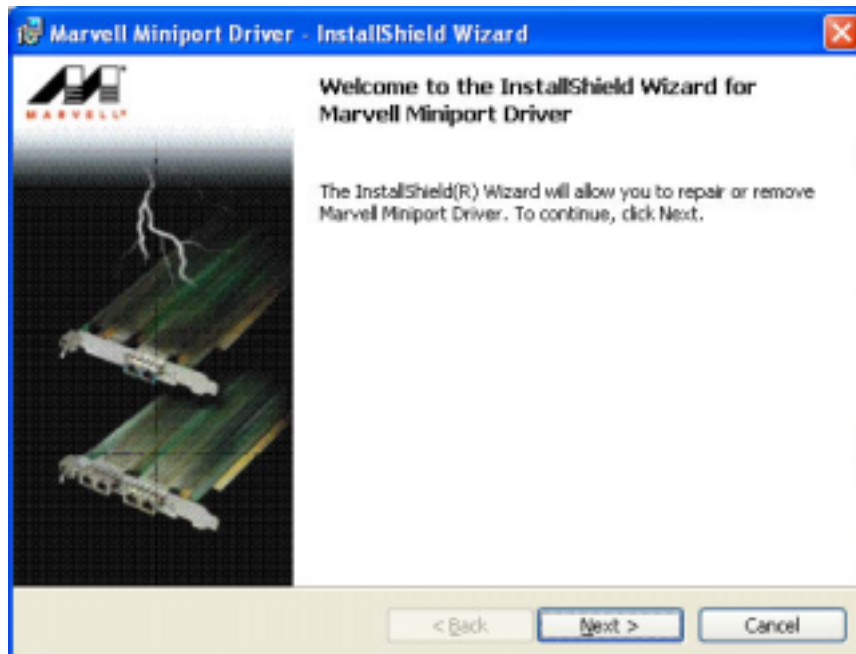 Marvell Miniport Driver - InstallShield Wizard
MARVELL®
Welcome to the InstallShield Wizard for
Marvell Miniport Driver
The InstallShield(R) Wizard will allow you to repair or remove
Marvell Miniport Driver. To continue, click Next.
< Back
Next >
Cancel